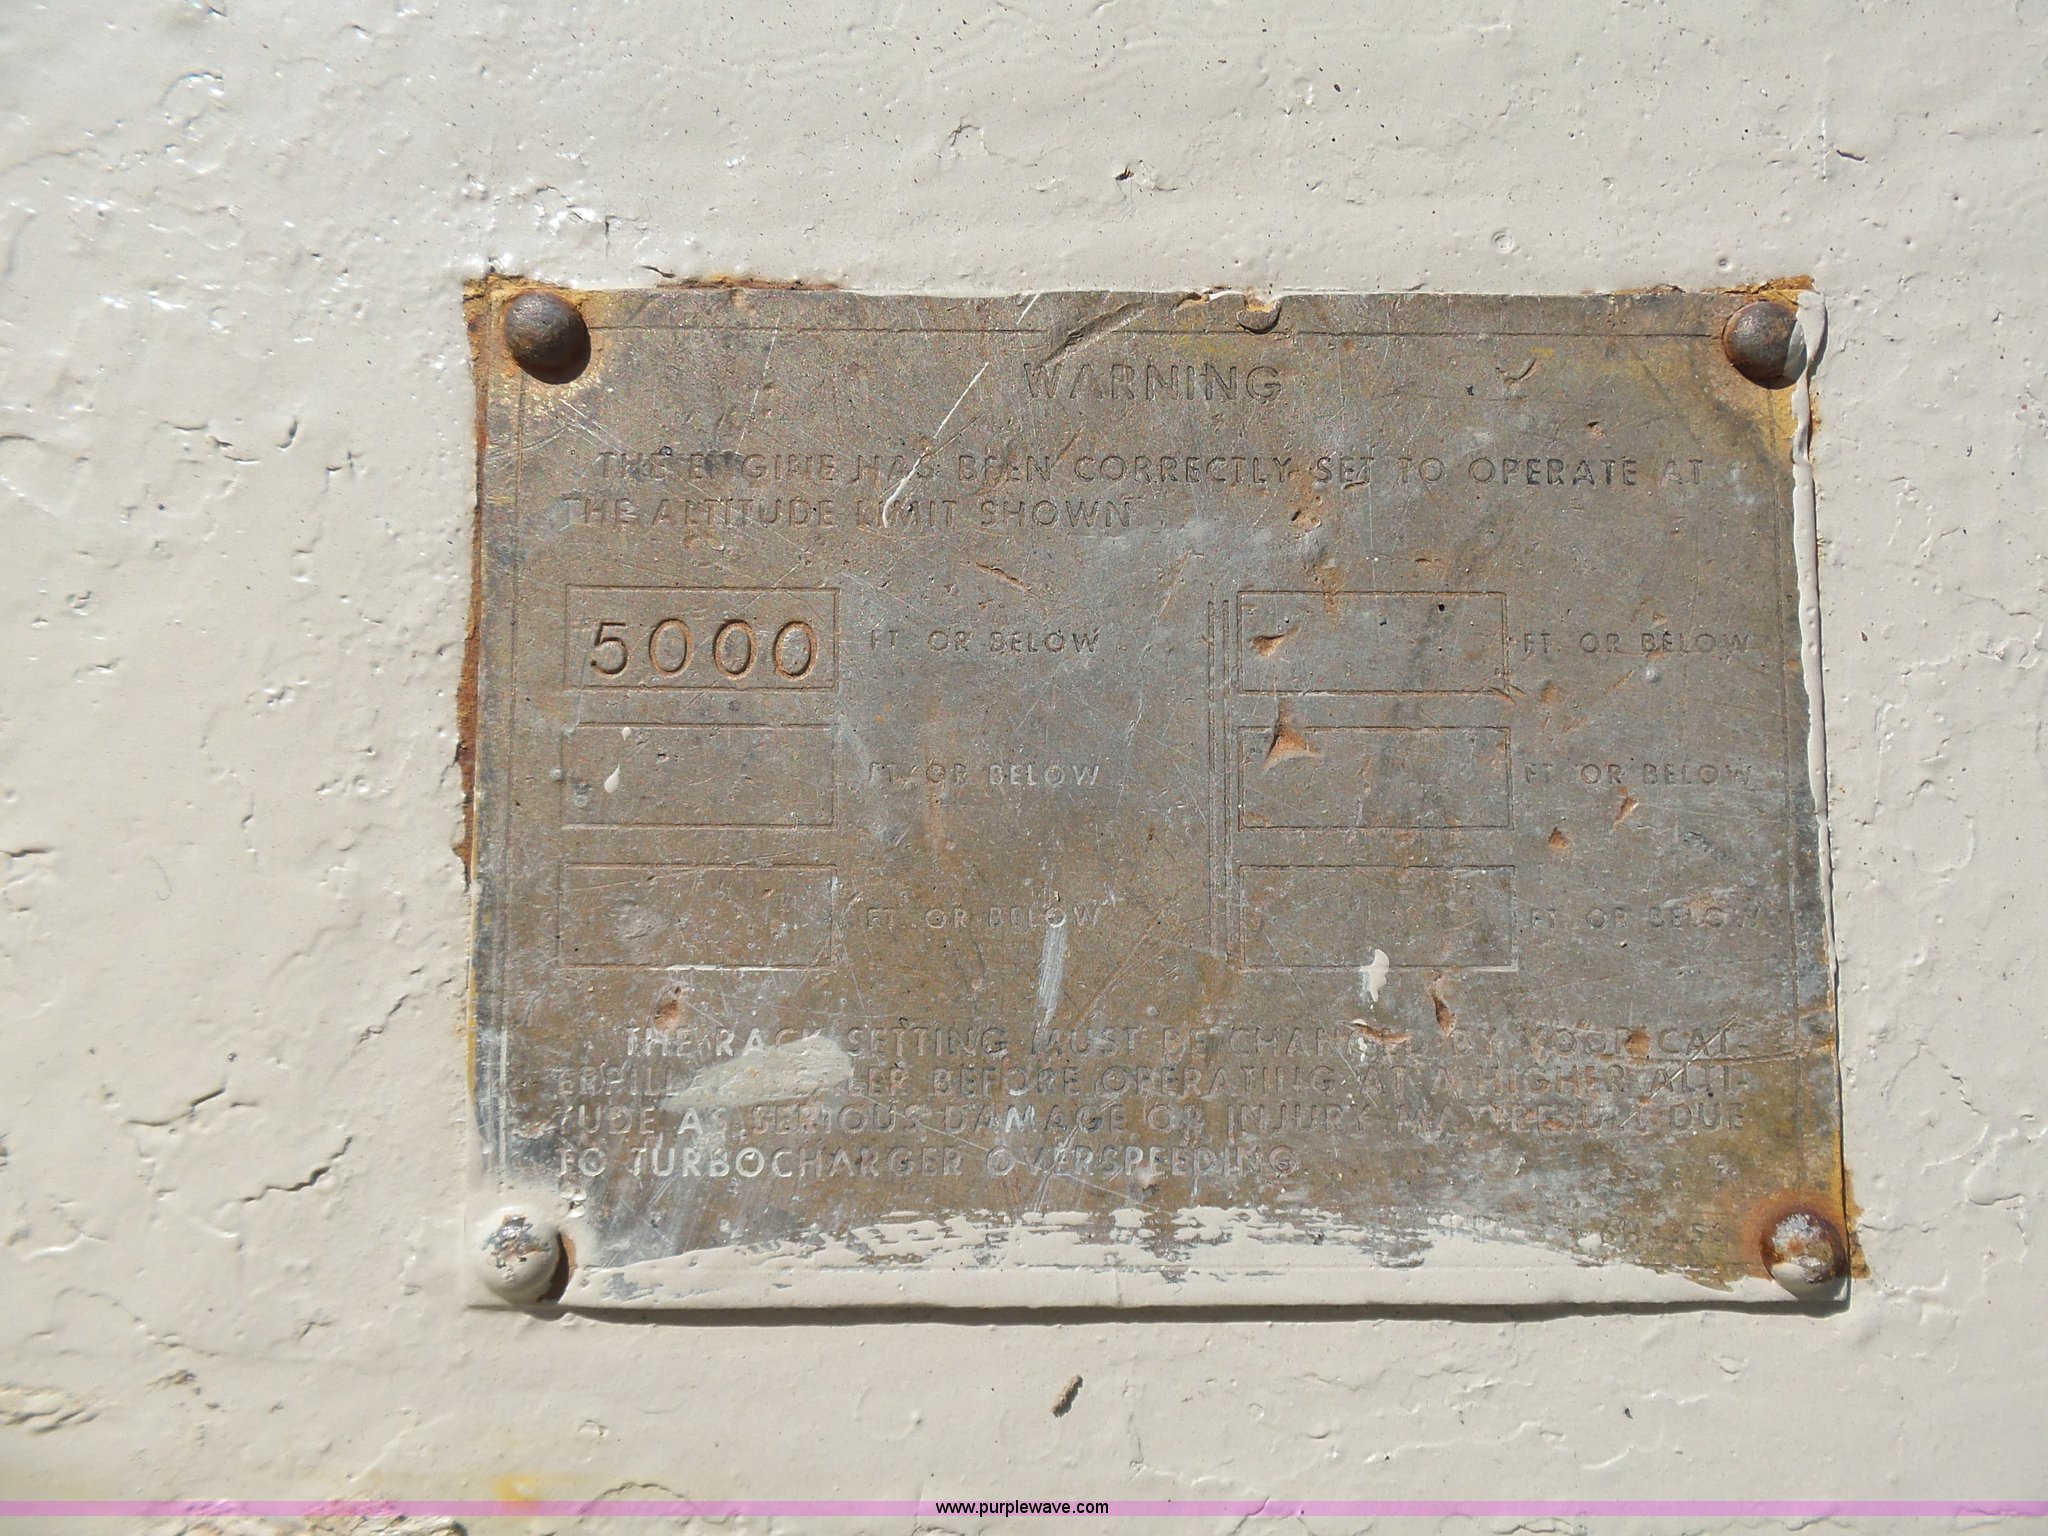 WARNING
THE ENGINE HAS BEEN CORRECTLY SET TO OPERATE AT
THE ALTITUDE LIMIT SHOWN.
5000 FT. OR BELOW FT. OR BELOW
FT. OR BELOW FT. OR BELOW
FT. OR BELOW FT. OR BELOW
THE RACK SETTING MUST BE CHANGED BY YOUR CAT-
ERPILLAR DEALER BEFORE OPERATING AT A HIGHER ALTI-
TUDE AS SERIOUS DAMAGE OR INJURY MAY RESULT DUE
TO TURBOCHARGER OVERSPEEDING.
www.purplewave.com